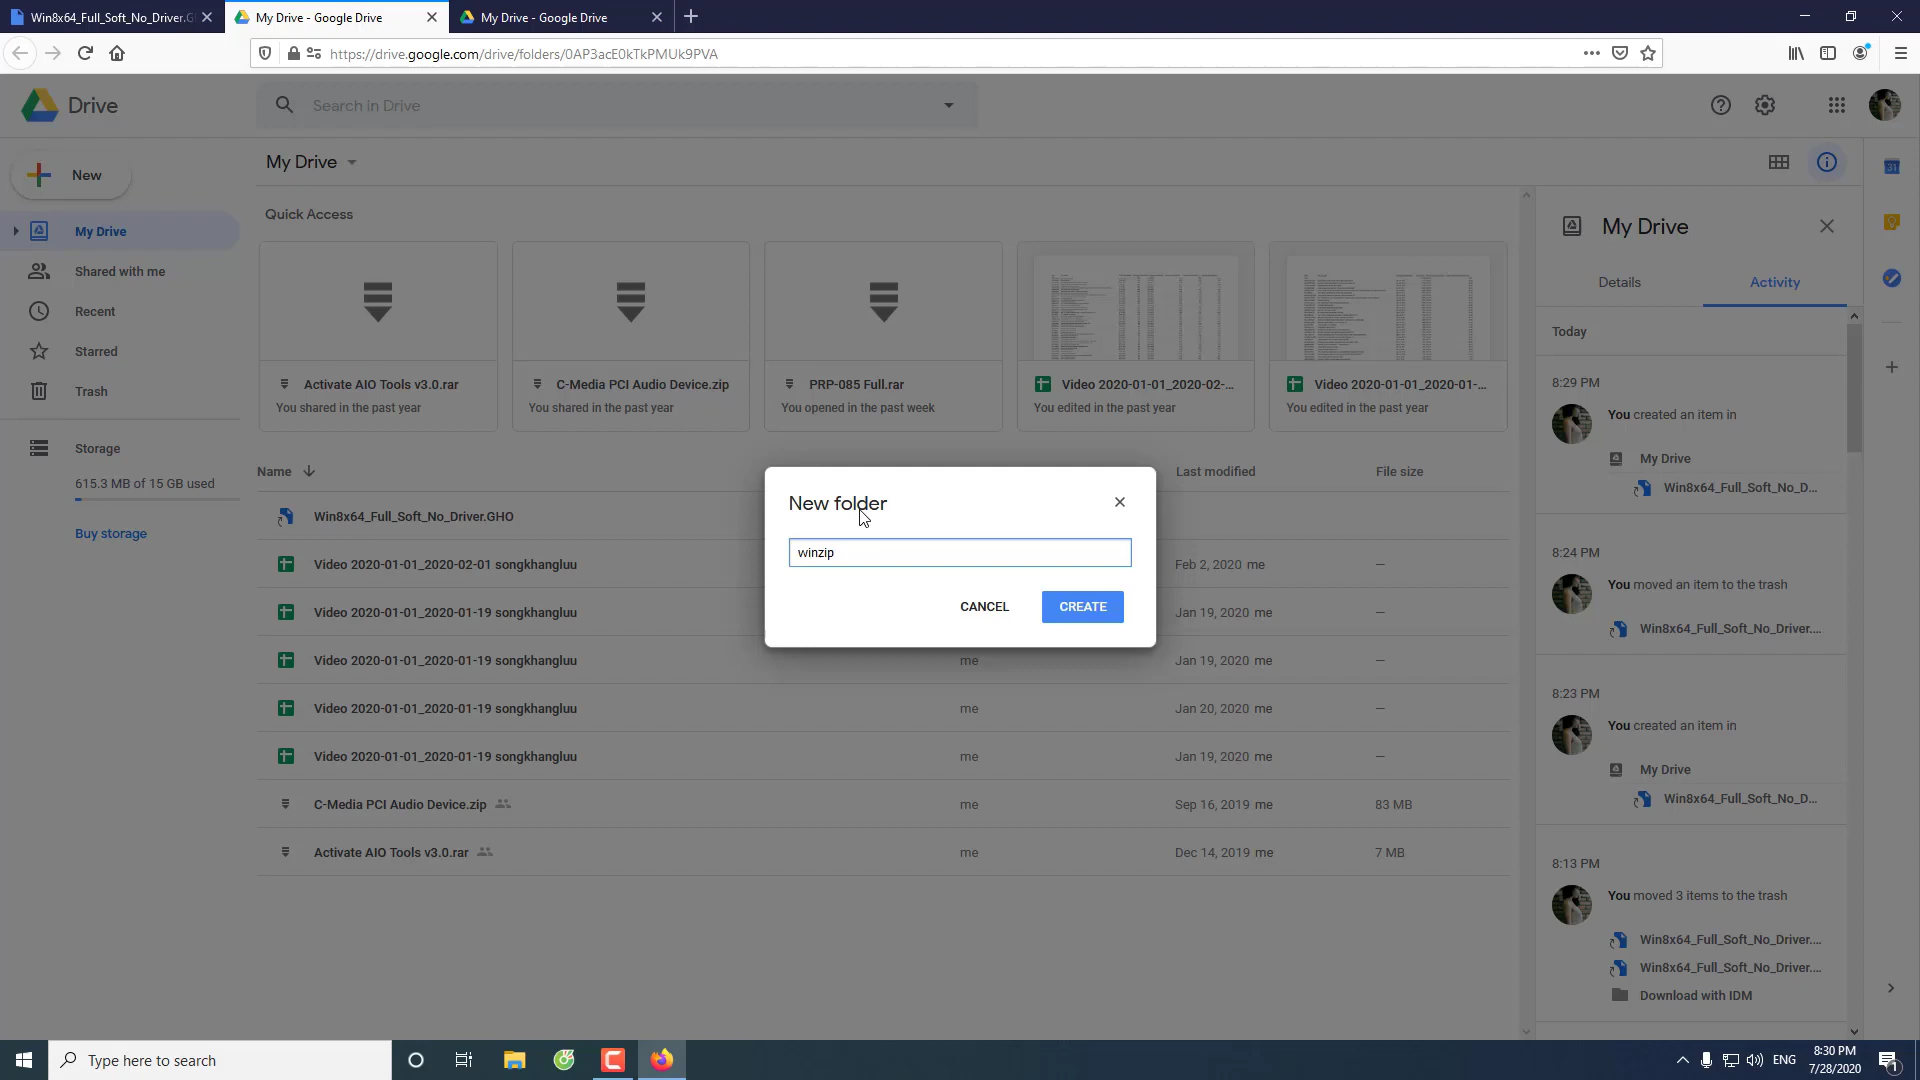 Win8x64_Full_Soft_No_Driver.G
My Drive - Google Drive
My Drive - Google Drive
https://drive.google.com/drive/folders/0AP3acE0kTkPMUk9PVA
Drive
Search in Drive
New
My Drive
Shared with me
Recent
Starred
Trash
Storage
615.3 MB of 15 GB used
Buy storage
My Drive
Quick Access
Activate AIO Tools v3.0.rar
You shared in the past year
C-Media PCI Audio Device.zip
You shared in the past year
PRP-085 Full.rar
You opened in the past week
Video 2020-01-01_2020-02-...
You edited in the past year
Video 2020-01-01_2020-01-...
You edited in the past year
Name Last modified File size
Win8x64_Full_Soft_No_Driver.GHO
Video 2020-01-01_2020-02-01 songkhangluu Feb 2, 2020 me —
Video 2020-01-01_2020-01-19 songkhangluu Jan 19, 2020 me —
Video 2020-01-01_2020-01-19 songkhangluu me Jan 19, 2020 me —
Video 2020-01-01_2020-01-19 songkhangluu me Jan 20, 2020 me —
Video 2020-01-01_2020-01-19 songkhangluu me Jan 19, 2020 me —
C-Media PCI Audio Device.zip me Sep 16, 2019 me 83 MB
Activate AIO Tools v3.0.rar me Dec 14, 2019 me 7 MB
New folder
winzip
CANCEL CREATE
My Drive
Details Activity
Today
8:29 PM
You created an item in
My Drive
Win8x64_Full_Soft_No_D...
8:24 PM
You moved an item to the trash
Win8x64_Full_Soft_No_Driver....
8:23 PM
You created an item in
My Drive
Win8x64_Full_Soft_No_D...
8:13 PM
You moved 3 items to the trash
Win8x64_Full_Soft_No_Driver....
Win8x64_Full_Soft_No_Driver....
Download with IDM
31
Type here to search
ENG
8:30 PM
7/28/2020
1